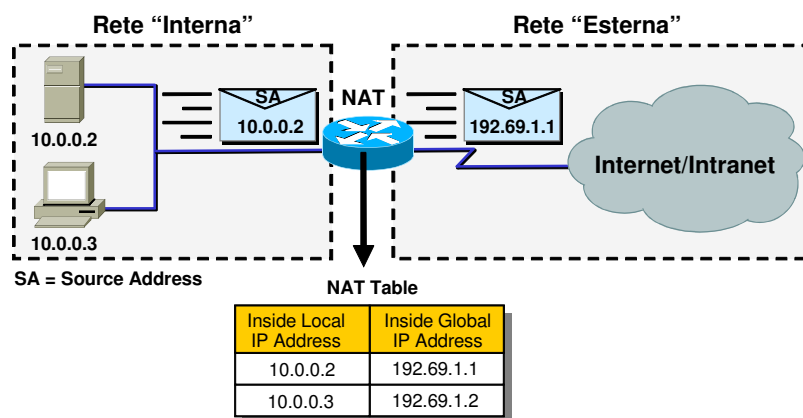 Rete “Interna”
Rete “Esterna”
SA
10.0.0.2
NAT
SA
192.69.1.1
10.0.0.2
Internet/Intranet
10.0.0.3
SA = Source Address
NAT Table
Inside Local IP Address
Inside Global IP Address
10.0.0.2
192.69.1.1
10.0.0.3
192.69.1.2